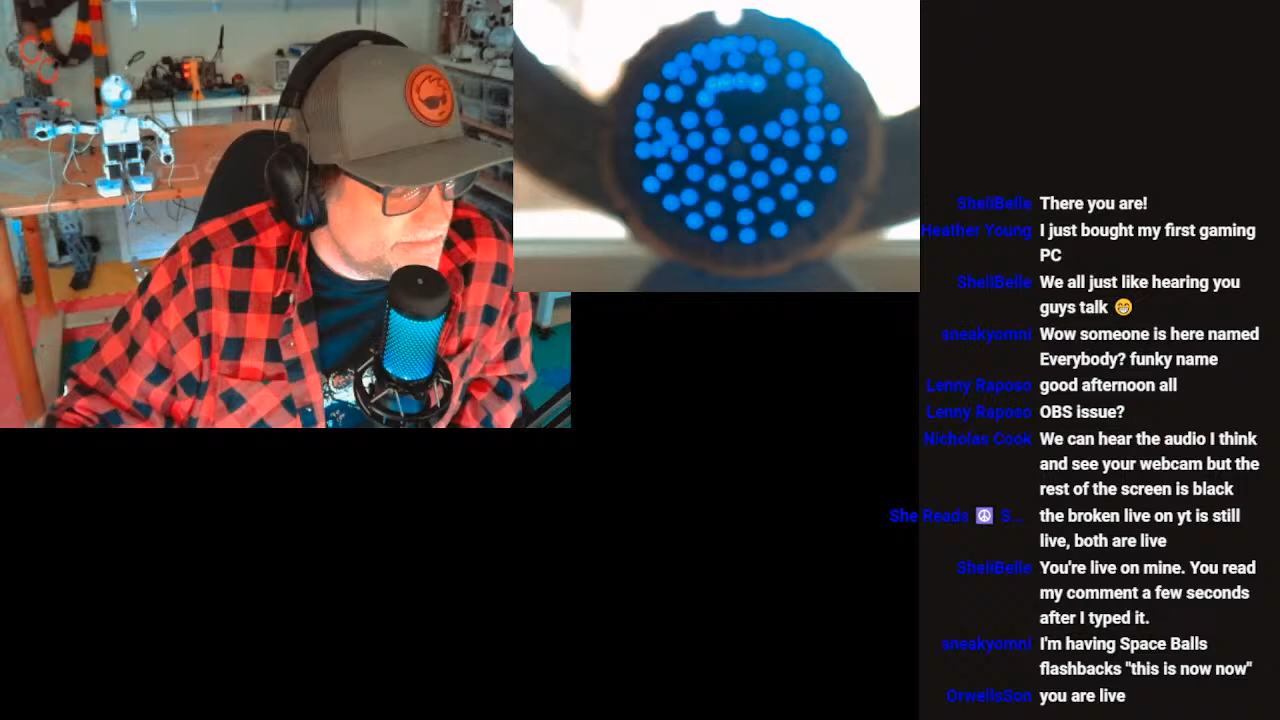 SheliBelle There you are!
Heather Young I just bought my first gaming
PC
SheliBelle We all just like hearing you
guys talk 😁
sneakyomni Wow someone is here named
Everybody? funky name
Lenny Raposo good afternoon all
Lenny Raposo OBS issue?
Nicholas Cook We can hear the audio I think
and see your webcam but the
rest of the screen is black
She Reads ☮ S... the broken live on yt is still
live, both are live
SheliBelle You're live on mine. You read
my comment a few seconds
after I typed it.
sneakyomni I'm having Space Balls
flashbacks "this is now now"
OrwellsSon you are live